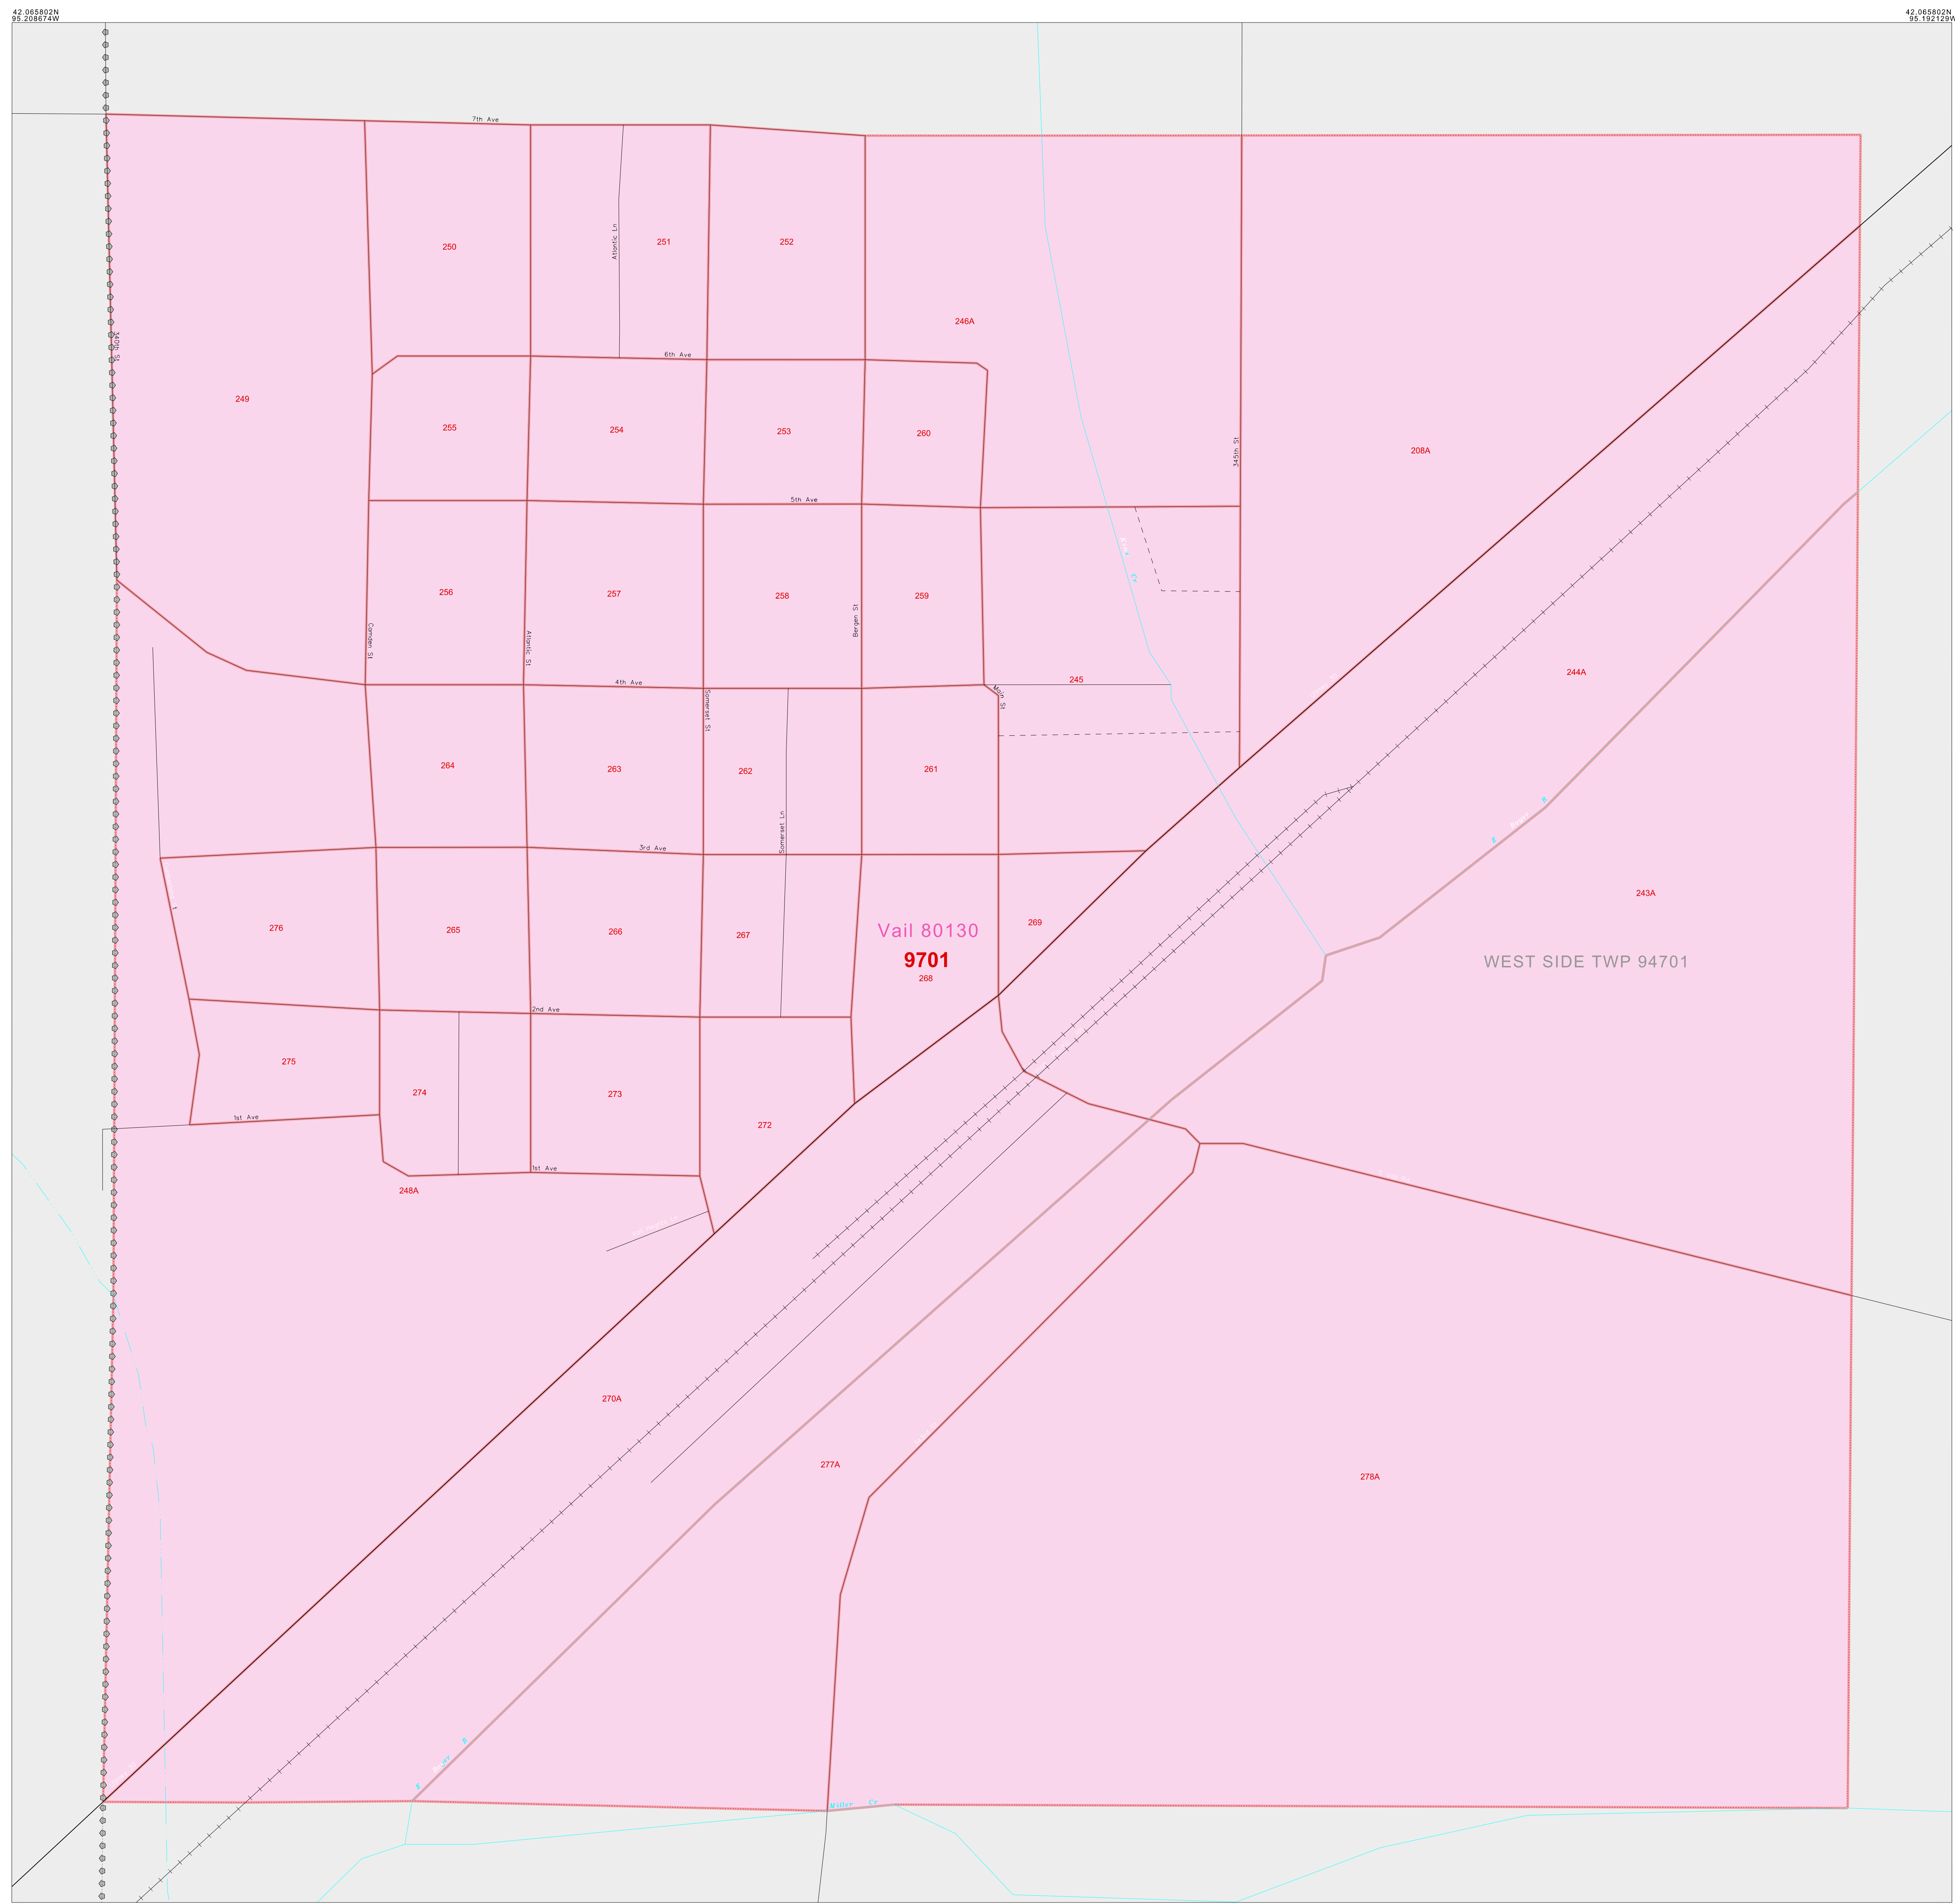 42.065802N
95.208674W
42.065802N
95.192129W
7th Ave
Atlantic Ln
250
251
252
246A
340th St
6th Ave
249
255
254
253
260
345th St
208A
5th Ave
256
257
258
259
Bergen St
Cr
Camden St
Atlantic St
4th Ave
245
244A
Somerset St
Main St
264
263
262
261
Somerset Ln
3rd Ave
243A
276
265
266
267
269
Vail 80130
9701
268
WEST SIDE TWP 94701
2nd Ave
275
274
273
272
1st Ave
1st Ave
248A
270A
277A
278A
Miller Cr